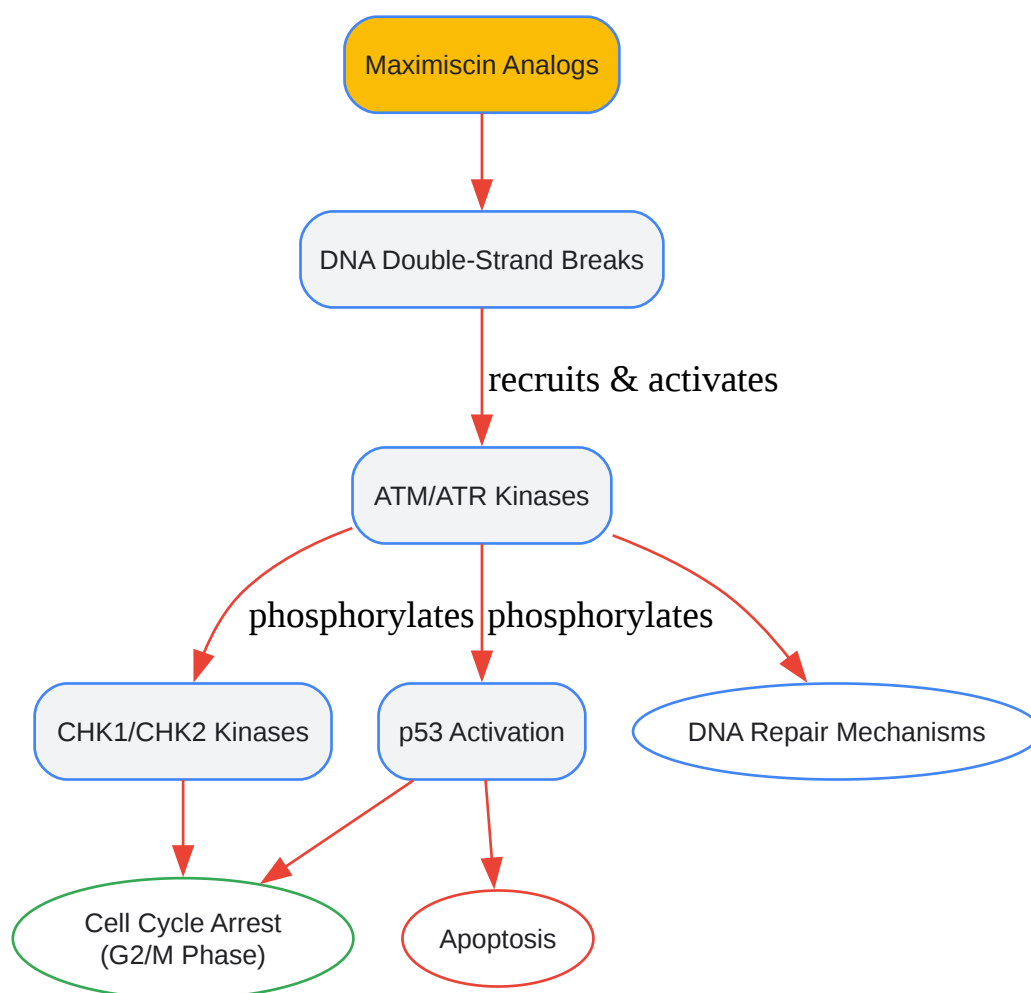 Maximiscin Analogs
DNA Double-Strand Breaks
recruits & activates
ATM/ATR Kinases
phosphorylates
phosphorylates
CHK1/CHK2 Kinases
p53 Activation
DNA Repair Mechanisms
Cell Cycle Arrest
(G2/M Phase)
Apoptosis